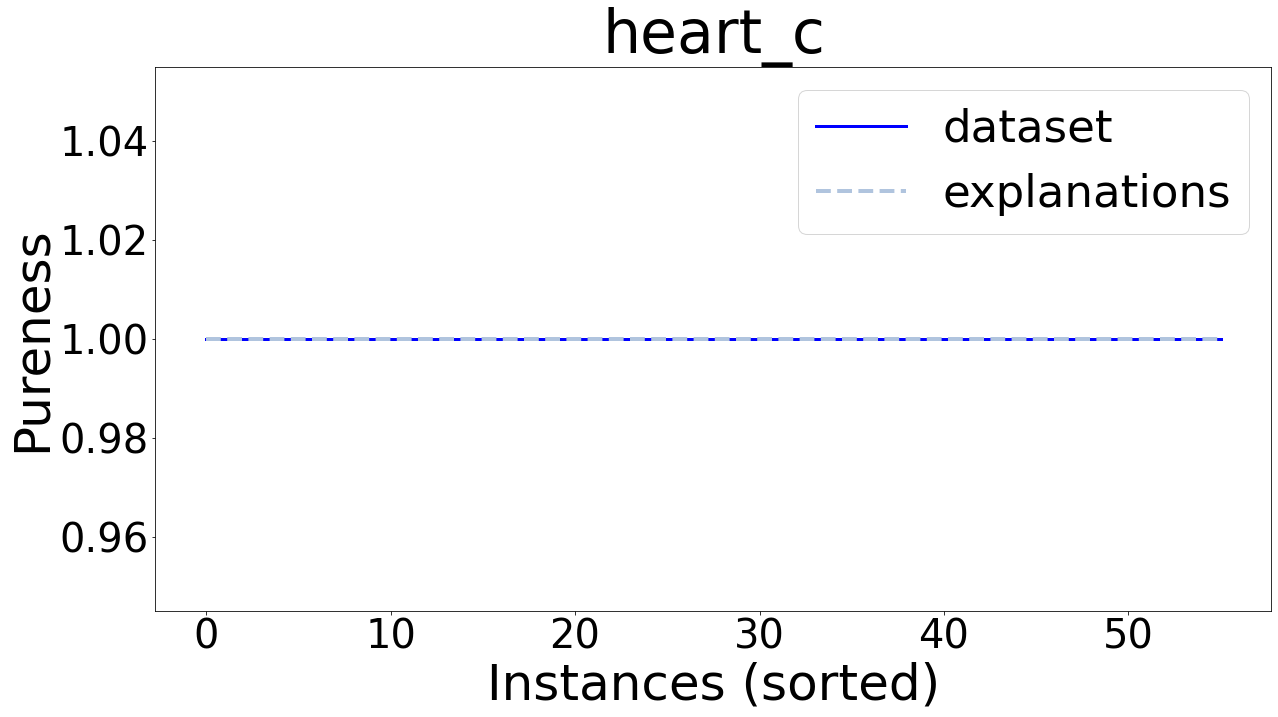 heart_c
dataset
explanations
Pureness
1.04
1.02
1.00
0.98
0.96
0 10 20 30 40 50
Instances (sorted)